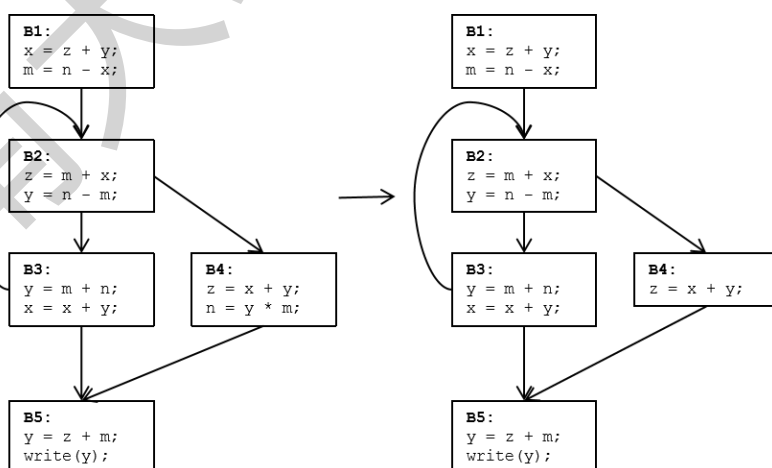 B1:
x = z + y;
m = n - x;
B2:
z = m + x;
y = n - m;
B3:
y = m + n;
x = x + y;
B4:
z = x + y;
n = y * m;
B5:
y = z + m;
write(y);
B1:
x = z + y;
m = n - x;
B2:
z = m + x;
y = n - m;
B3:
y = m + n;
x = x + y;
B4:
z = x + y;
B5:
y = z + m;
write(y);